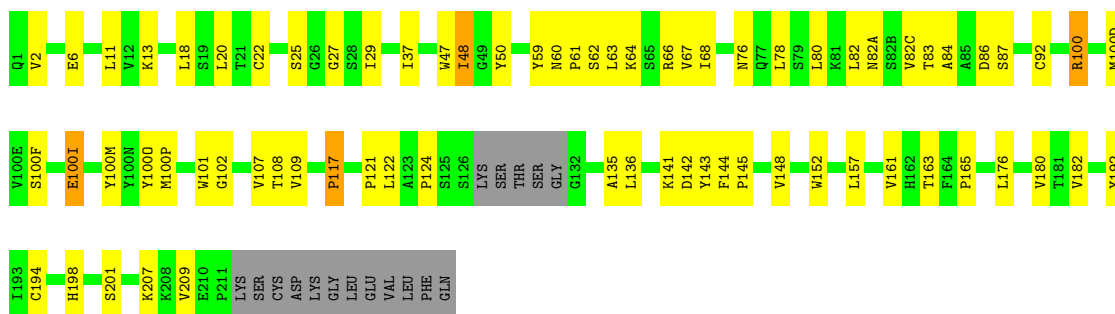 Q1 V2 E6 L11 V12 K13 L18 S19 L20 T21 C22 S25 G26 G27 S28 I29 I37 W47 I48 G49 Y50 Y59 N60 P61 S62 L63 K64 S65 R66 V67 I68 N76 Q77 L78 S79 L80 K81 L82 N82A S82B V82C T83 A84 A85 D86 S87 C92 R100
V100E S100F E100I Y100M Y100N Y100O M100P W101 G102 V107 T108 V109 P117 P121 L122 A123 P124 S125 S126 LYS SER THR SER GLY G132 A135 L136 K141 D142 Y143 F144 P145 V148 W152 L157 V161 H162 T163 F164 P165 L176 V180 T181 V182
I193 C194 H198 S201 K207 K208 V209 E210 P211 LYS SER CYS ASP LYS GLY LEU GLU VAL LEU PHE GLN